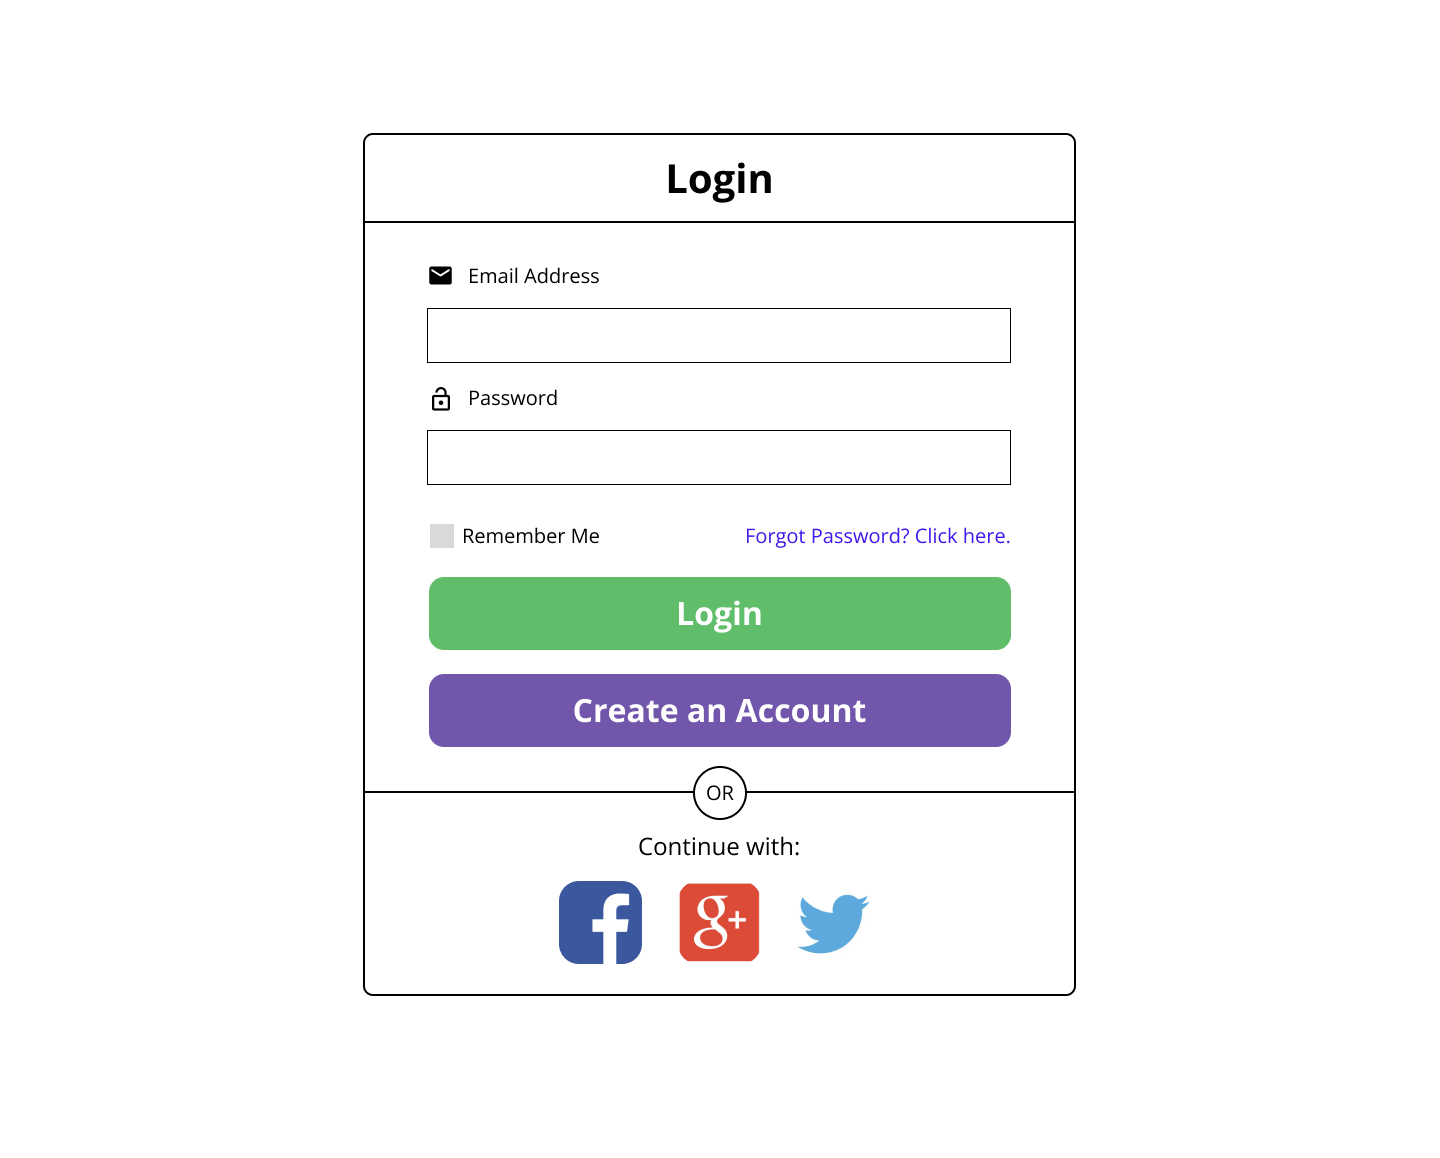 Login
Email Address
Password
Remember Me
Forgot Password? Click here.
Login
Create an Account
OR
Continue with:
f g+